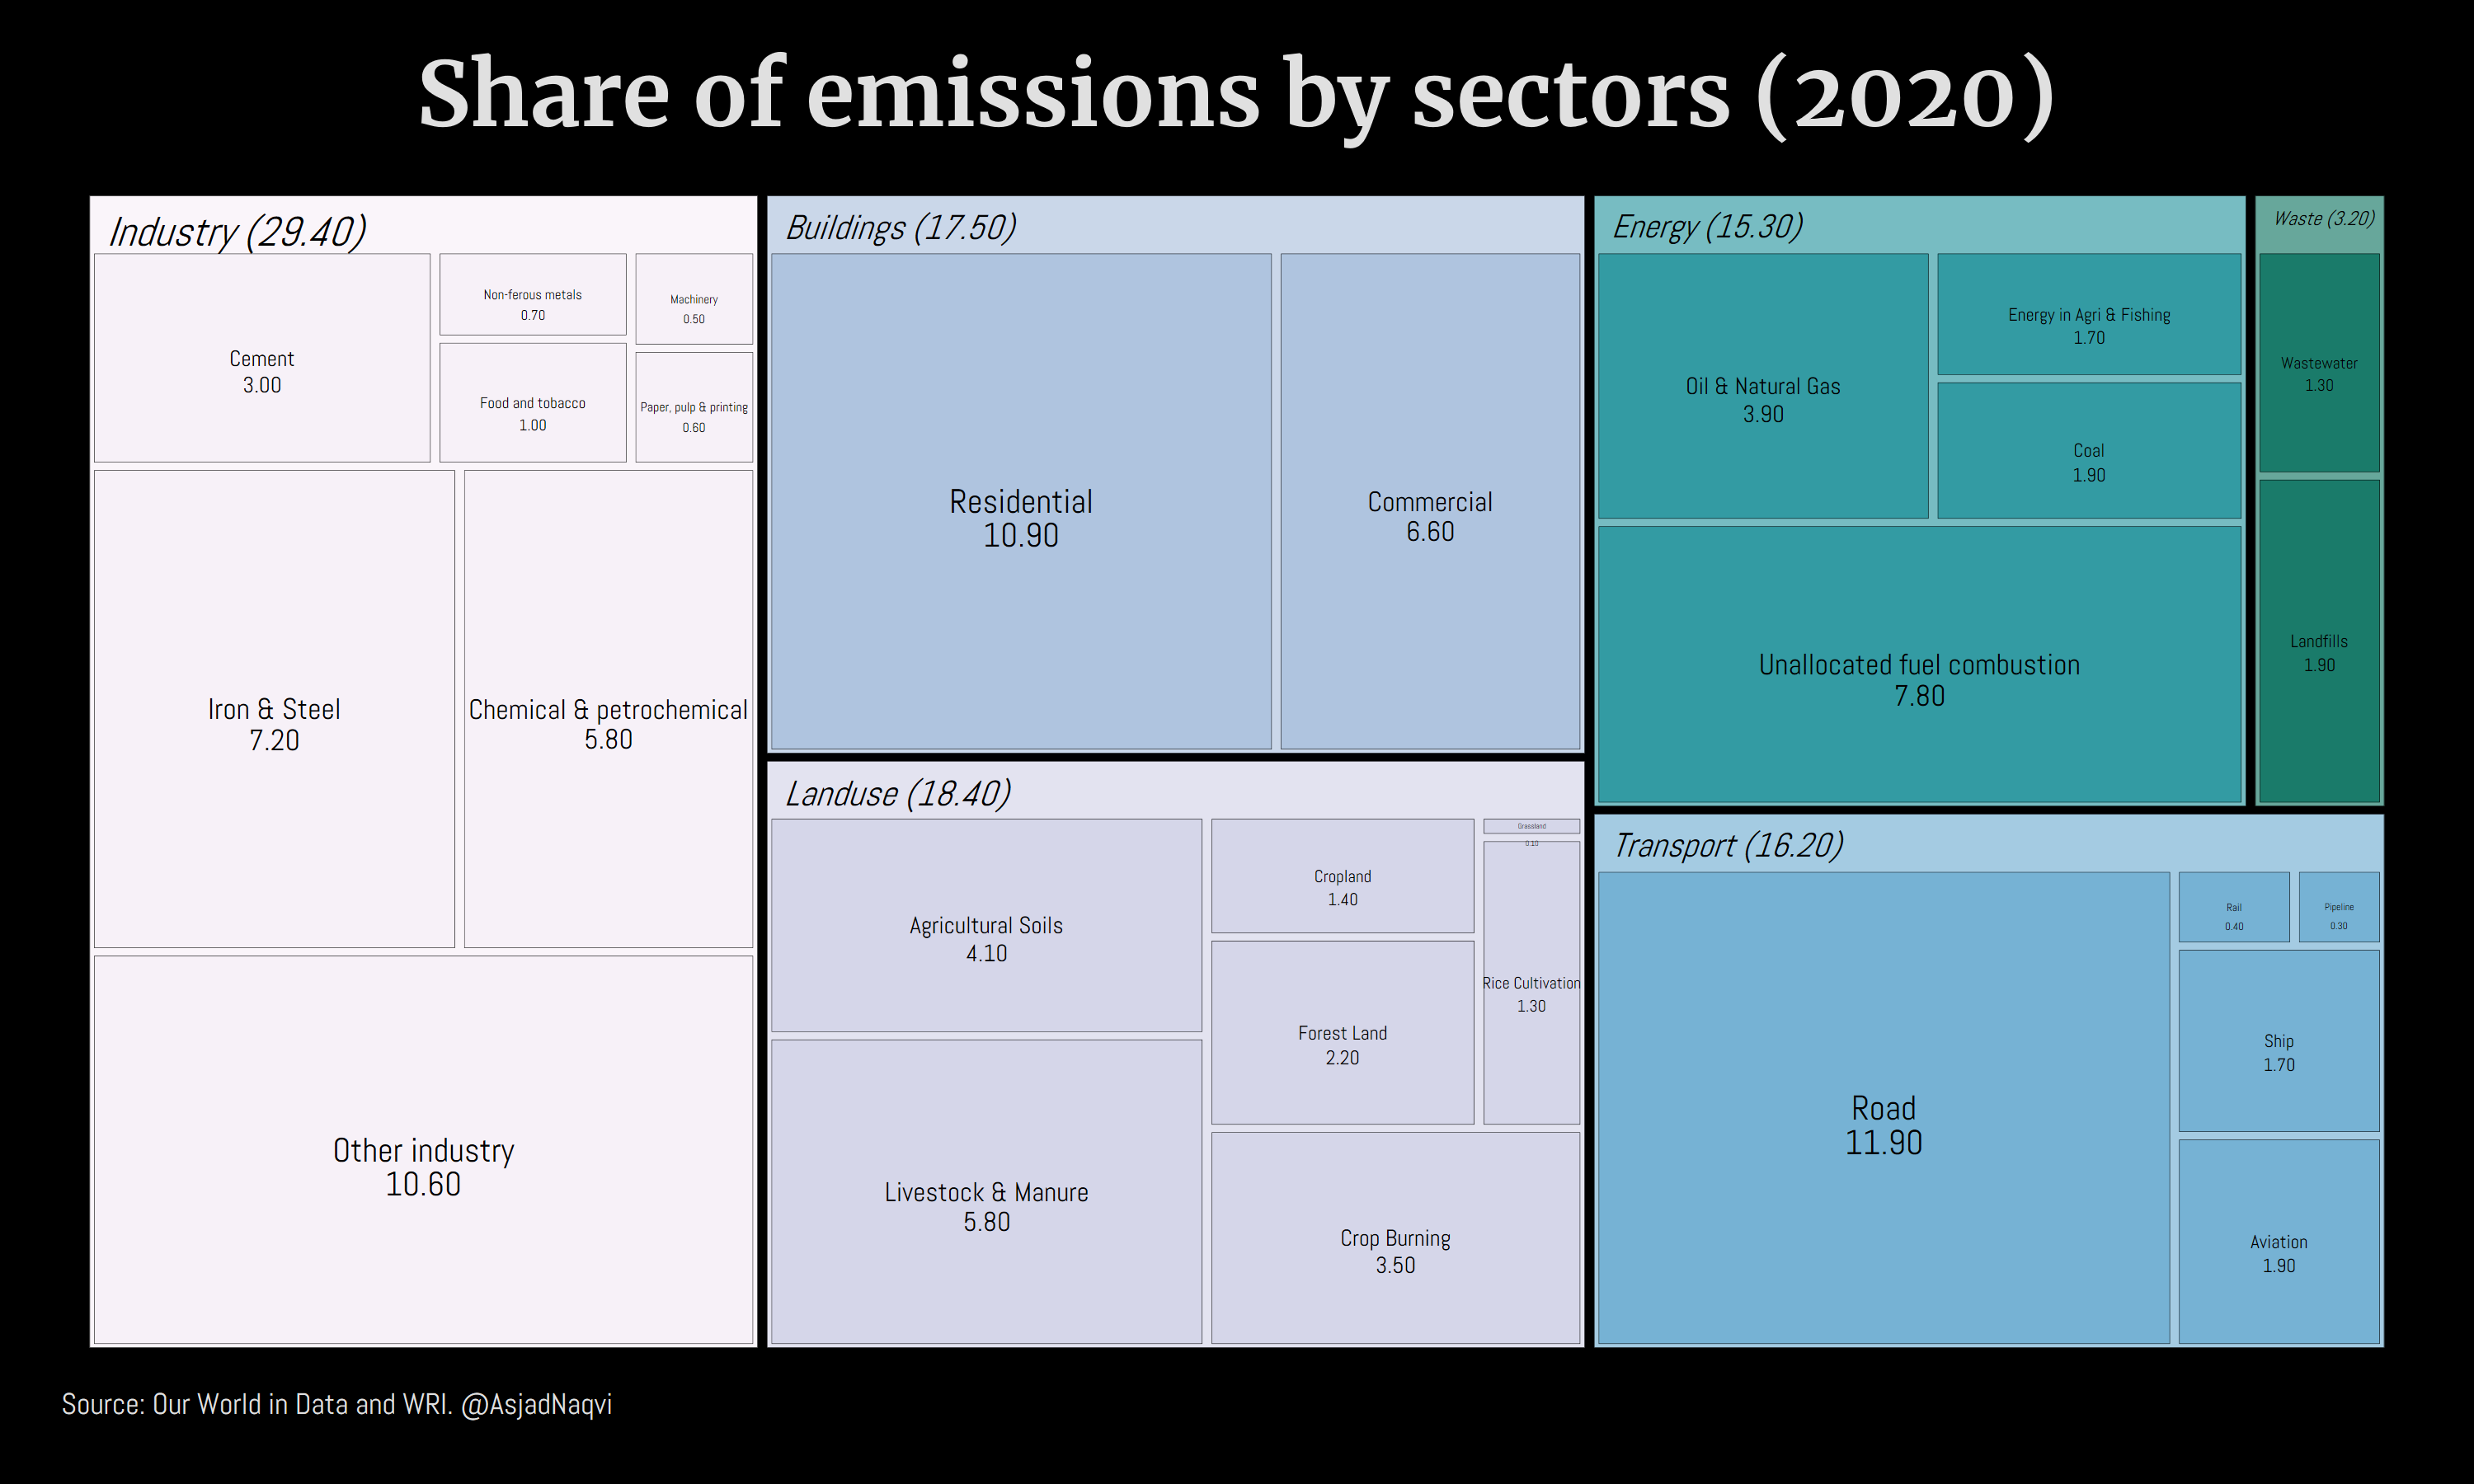 Share of emissions by sectors (2020)
Industry (29.40)
Cement
3.00
Non-ferous metals
0.70
Machinery
0.50
Food and tobacco
1.00
Paper, pulp & printing
0.60
Iron & Steel
7.20
Chemical & petrochemical
5.80
Other industry
10.60
Buildings (17.50)
Residential
10.90
Commercial
6.60
Landuse (18.40)
Agricultural Soils
4.10
Cropland
1.40
Grassland
0.10
Forest Land
2.20
Rice Cultivation
1.30
Livestock & Manure
5.80
Crop Burning
3.50
Energy (15.30)
Oil & Natural Gas
3.90
Energy in Agri & Fishing
1.70
Coal
1.90
Unallocated fuel combustion
7.80
Waste (3.20)
Wastewater
1.30
Landfills
1.90
Transport (16.20)
Road
11.90
Rail
0.40
Pipeline
0.30
Ship
1.70
Aviation
1.90
Source: Our World in Data and WRI. @AsjadNaqvi